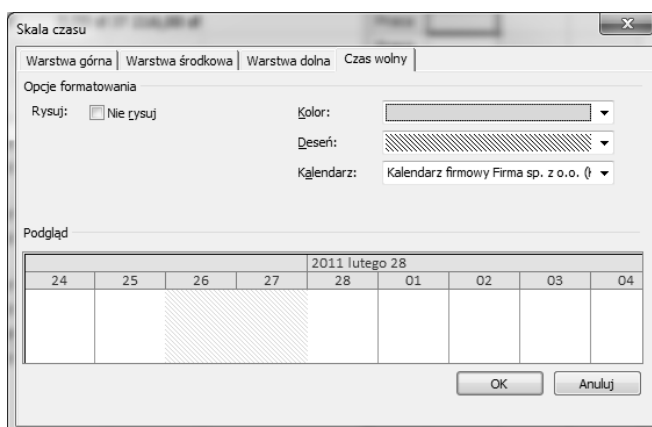 Skala czasu
Warstwa górna Warstwa środkowa Warstwa dolna Czas wolny
Opcje formatowania
Rysuj: Nie rysuj
Kolor:
Deseń:
Kalendarz: Kalendarz firmowy Firma sp. z o.o. (
Podgląd
2011 lutego 28
24 25 26 27 28 01 02 03 04
OK Anuluj